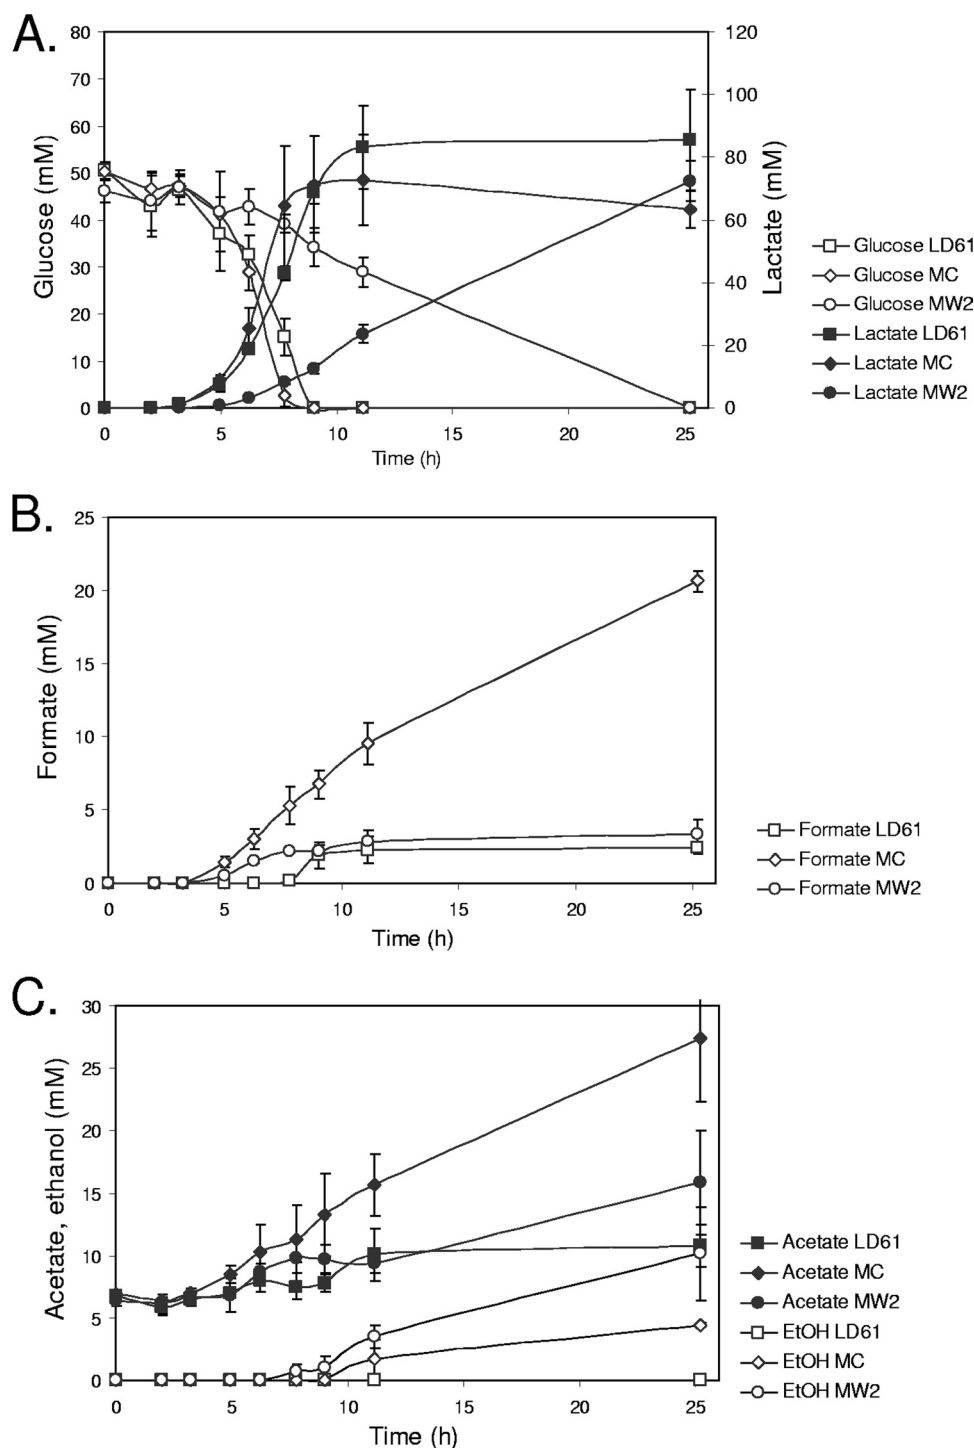 A.
80
70
60
50
40
30
20
10
0
Glucose (mM)
120
100
80
60
40
20
0
Lactate (mM)
0 5 10 15 20 25
Time (h)
Glucose LD61
Glucose MC
Glucose MW2
Lactate LD61
Lactate MC
Lactate MW2
B.
25
20
15
10
5
0
Formate (mM)
0 5 10 15 20 25
Time (h)
Formate LD61
Formate MC
Formate MW2
C.
30
25
20
15
10
5
0
Acetate, ethanol (mM)
0 5 10 15 20 25
Time (h)
Acetate LD61
Acetate MC
Acetate MW2
EtOH LD61
EtOH MC
EtOH MW2